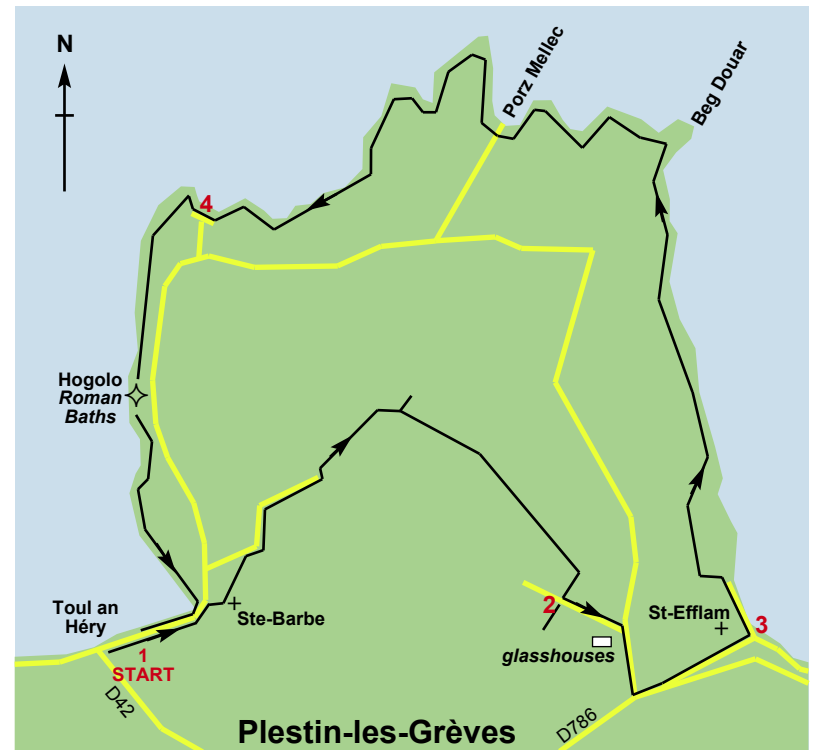 N
Porz Mellec
Beg Douar
4
Hogolo
Roman
Baths
Toul an
Héry
Ste-Barbe
2
St-Efflam
3
glasshouses
1
START
D42
D786
Plestin-les-Grèves